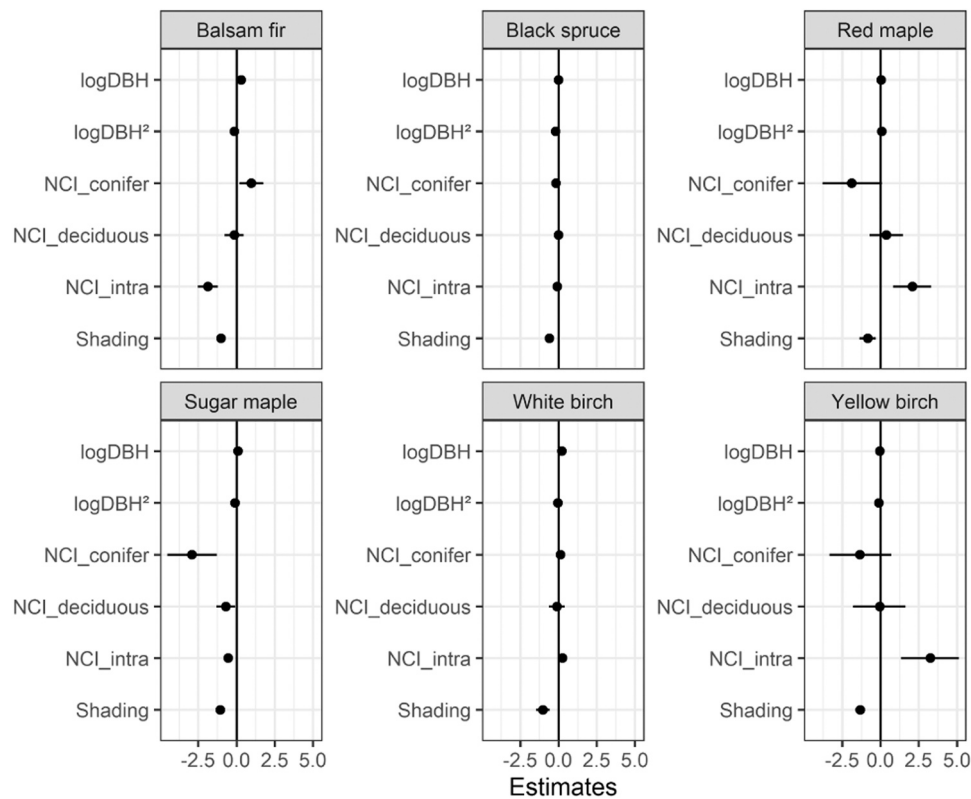 Balsam fir Black spruce Red maple
logDBH logDBH logDBH
logDBH² logDBH² logDBH²
NCI_conifer NCI_conifer NCI_conifer
NCI_deciduous NCI_deciduous NCI_deciduous
NCI_intra NCI_intra NCI_intra
Shading Shading Shading
Sugar maple White birch Yellow birch
logDBH logDBH logDBH
logDBH² logDBH² logDBH²
NCI_conifer NCI_conifer NCI_conifer
NCI_deciduous NCI_deciduous NCI_deciduous
NCI_intra NCI_intra NCI_intra
Shading Shading Shading
-2.5 0.0 2.5 5.0 -2.5 0.0 2.5 5.0 -2.5 0.0 2.5 5.0
Estimates